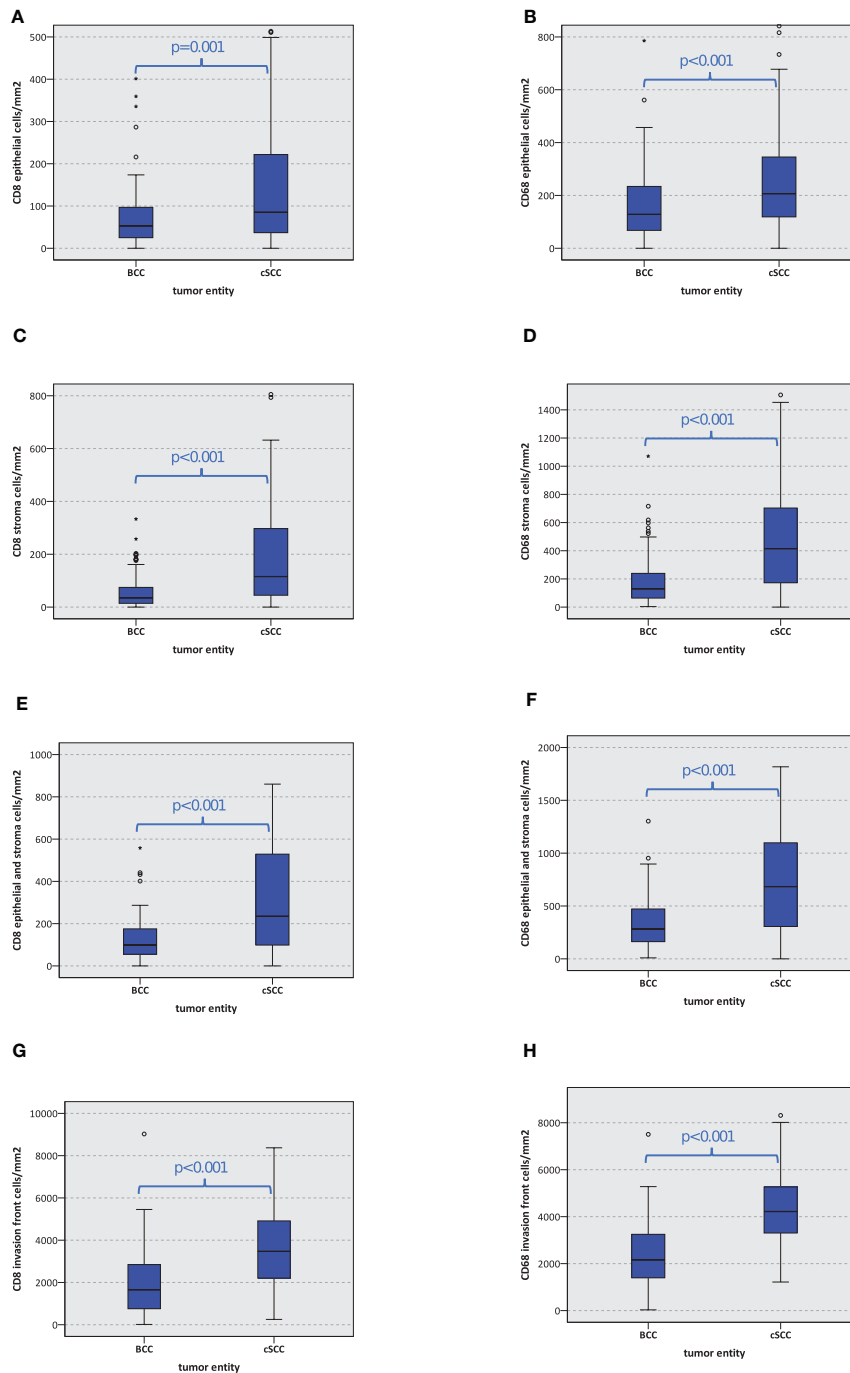 A
CD8 epithelial cells/mm2
500
400
300
200
100
0
p=0.001
BCC
cSCC
tumor entity
B
CD68 epithelial cells/mm2
800
600
400
200
0
p<0.001
BCC
cSCC
tumor entity
C
CD8 stroma cells/mm2
800
600
400
200
0
p<0.001
BCC
cSCC
tumor entity
D
CD68 stroma cells/mm2
1400
1200
1000
800
600
400
200
0
p<0.001
BCC
cSCC
tumor entity
E
CD8 epithelial and stroma cells/mm2
1000
800
600
400
200
0
p<0.001
BCC
cSCC
tumor entity
F
CD68 epithelial and stroma cells/mm2
2000
1500
1000
500
0
p<0.001
BCC
cSCC
tumor entity
G
CD8 invasion front cells/mm2
10000
8000
6000
4000
2000
0
p<0.001
BCC
cSCC
tumor entity
H
CD68 invasion front cells/mm2
8000
6000
4000
2000
0
p<0.001
BCC
cSCC
tumor entity